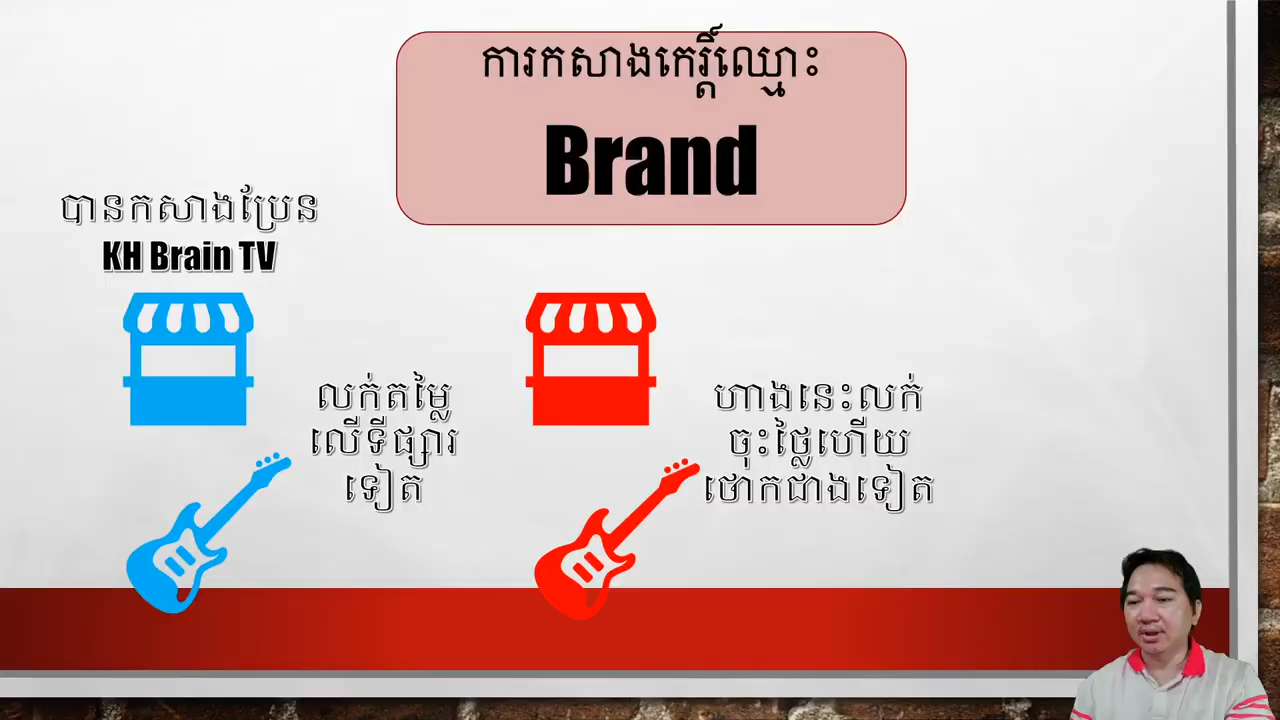 ការកសាងកេរ្តិ៍ឈ្មោះ
Brand
បានកសាងប្រែន
KH Brain TV
លក់តម្លៃ
លើទីផ្សារ
ទៀត
ហាងនេះលក់
ចុះថ្លៃហើយ
ថោកជាងទៀត